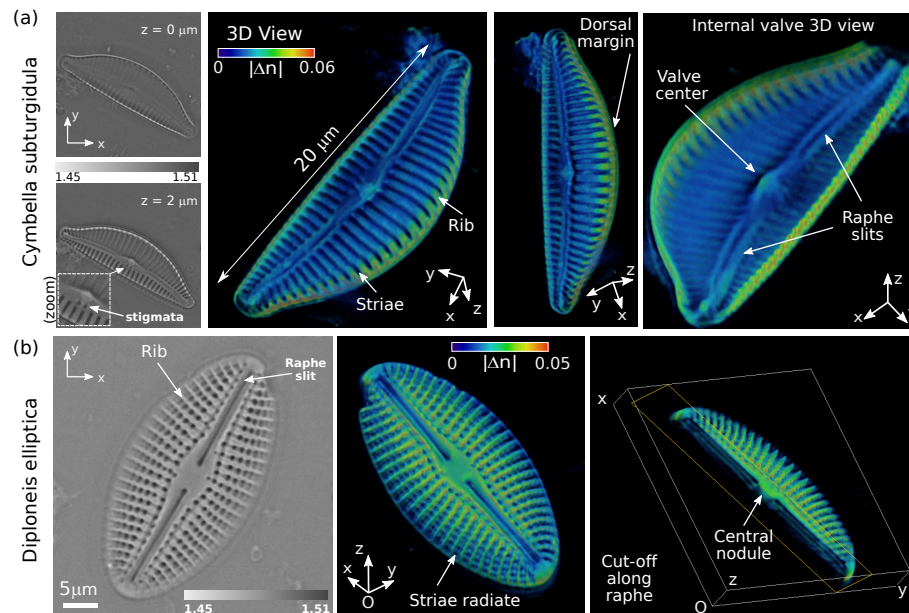 (a)
Cymbella subturgidula
z = 0 μm
y
x
1.45
1.51
z = 2 μm
(zoom)
stigmata
3D View
0
|Δn|
0.06
20 μm
Rib
Striae
y
x
z
Dorsal
margin
z
y
x
Internal valve 3D view
Valve
center
Raphe
slits
z
x
y
(b)
Diploneis elliptica
y
x
Rib
Raphe
slit
5μm
1.45
1.51
0
|Δn|
0.05
z
x
y
O
Striae radiate
x
Central
nodule
Cut-off
along
raphe
z
y
O